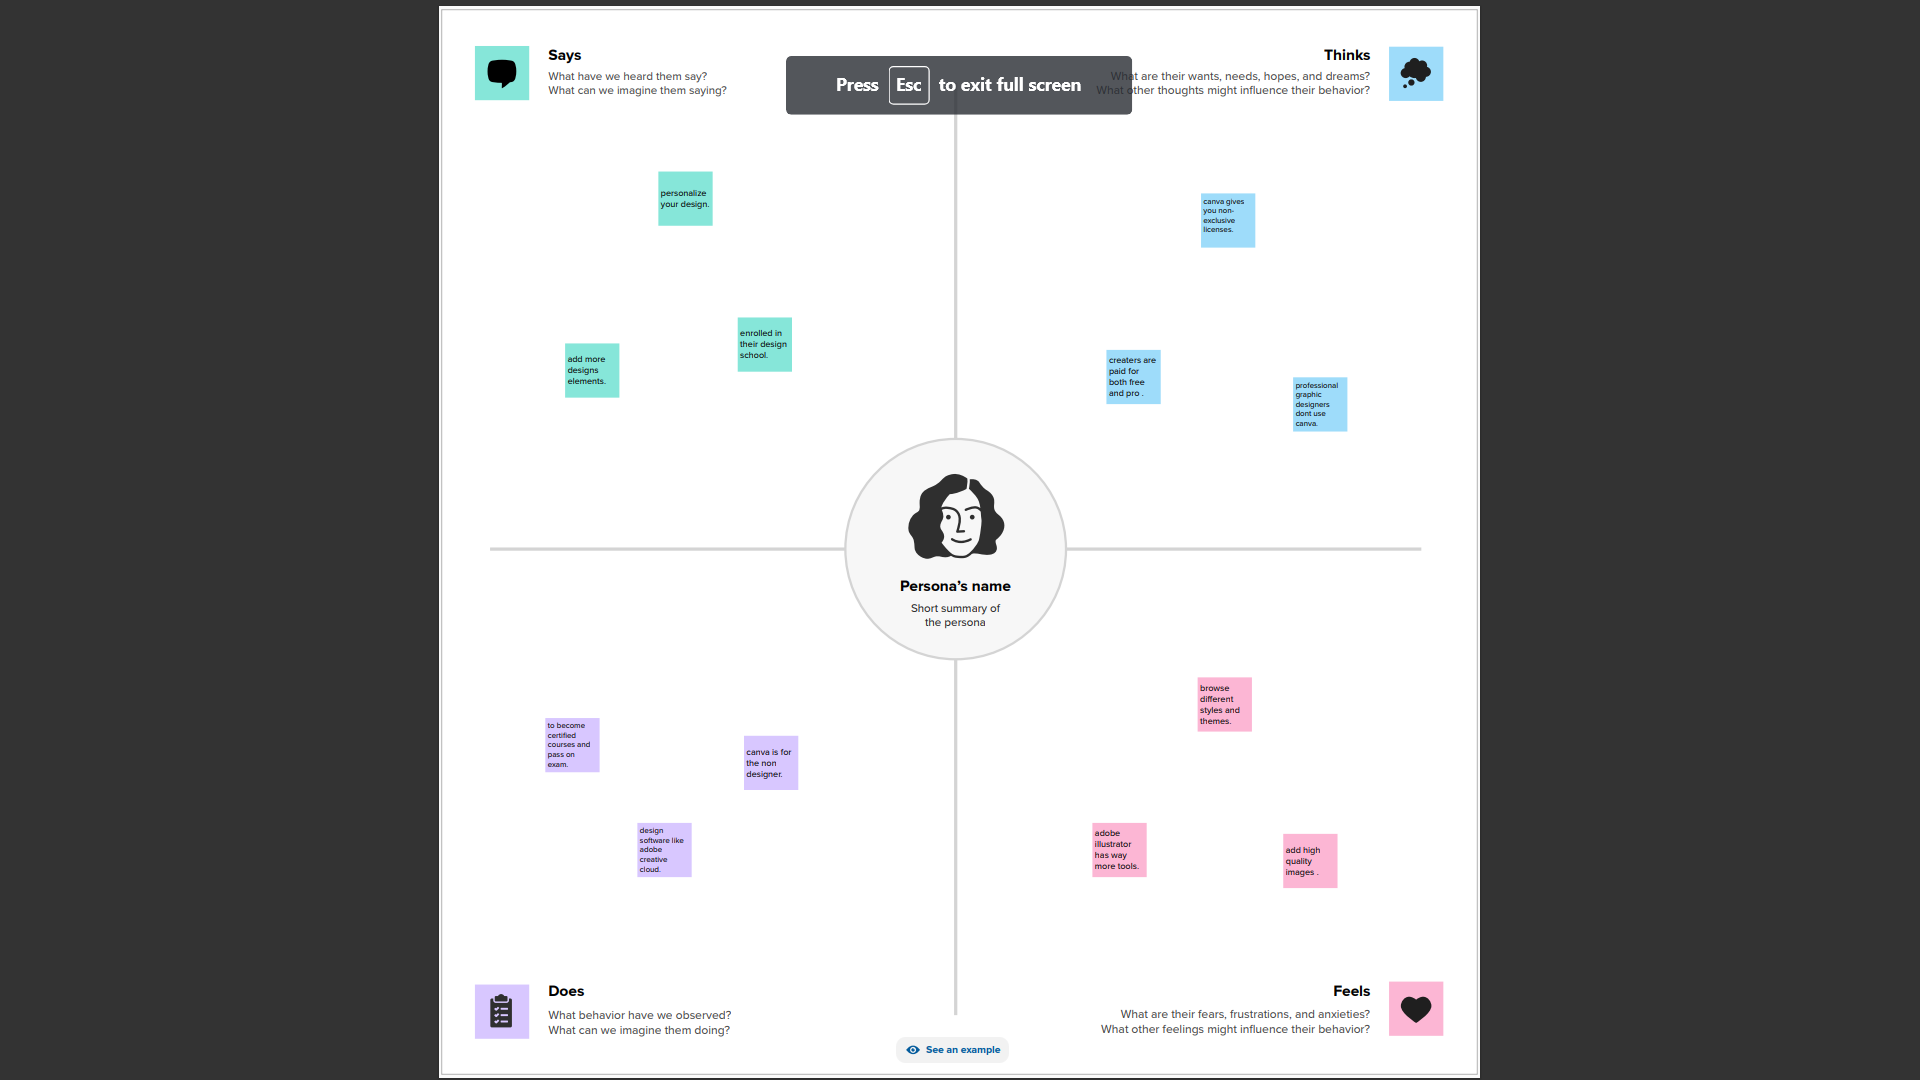 Says
What have we heard them say?
What can we imagine them saying?
Press Esc to exit full screen
Thinks
What are their wants, needs, hopes, and dreams?
What other thoughts might influence their behavior?
personalize
your design.
add more
designs
elements.
enrolled in
their design
school.
canva gives
you non-
exclusive
licenses.
creaters are
paid for
both free
and pro .
professional
graphic
designers
dont use
canva.
Persona's name
Short summary of
the persona
to become
certified
courses and
pass on
exam.
canva is for
the non
designer.
design
software like
adobe
creative
cloud.
browse
different
styles and
themes.
adobe
illustrator
has way
more tools.
add high
quality
images .
Does
What behavior have we observed?
What can we imagine them doing?
Feels
What are their fears, frustrations, and anxieties?
What other feelings might influence their behavior?
See an example